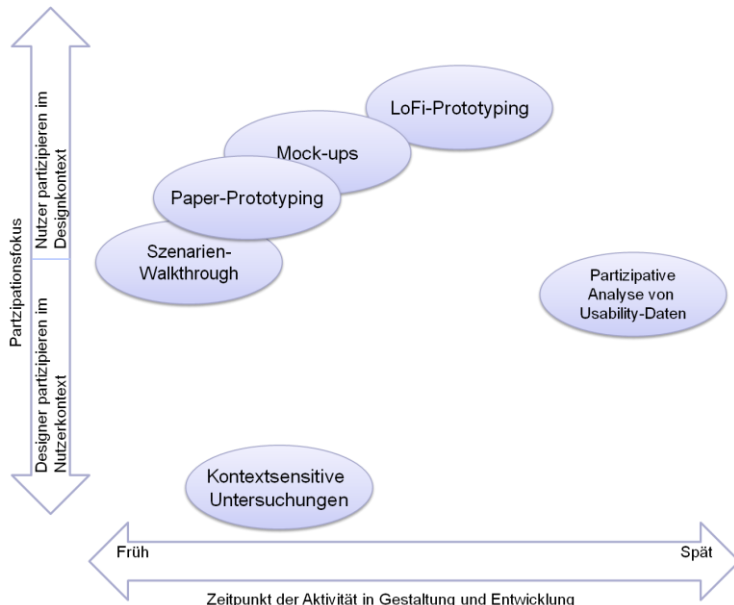 LoFi-Prototyping
Mock-ups
Paper-Prototyping
Szenarien-
Walkthrough
Partizipative
Analyse von
Usability-Daten
Kontextsensitive
Untersuchungen
Partzipationsfokus
Nutzer partizipieren im
Designkontext
Designer partizipieren im
Nutzerkontext
Früh
Spät
Zeitpunkt der Aktivität in Gestaltung und Entwicklung